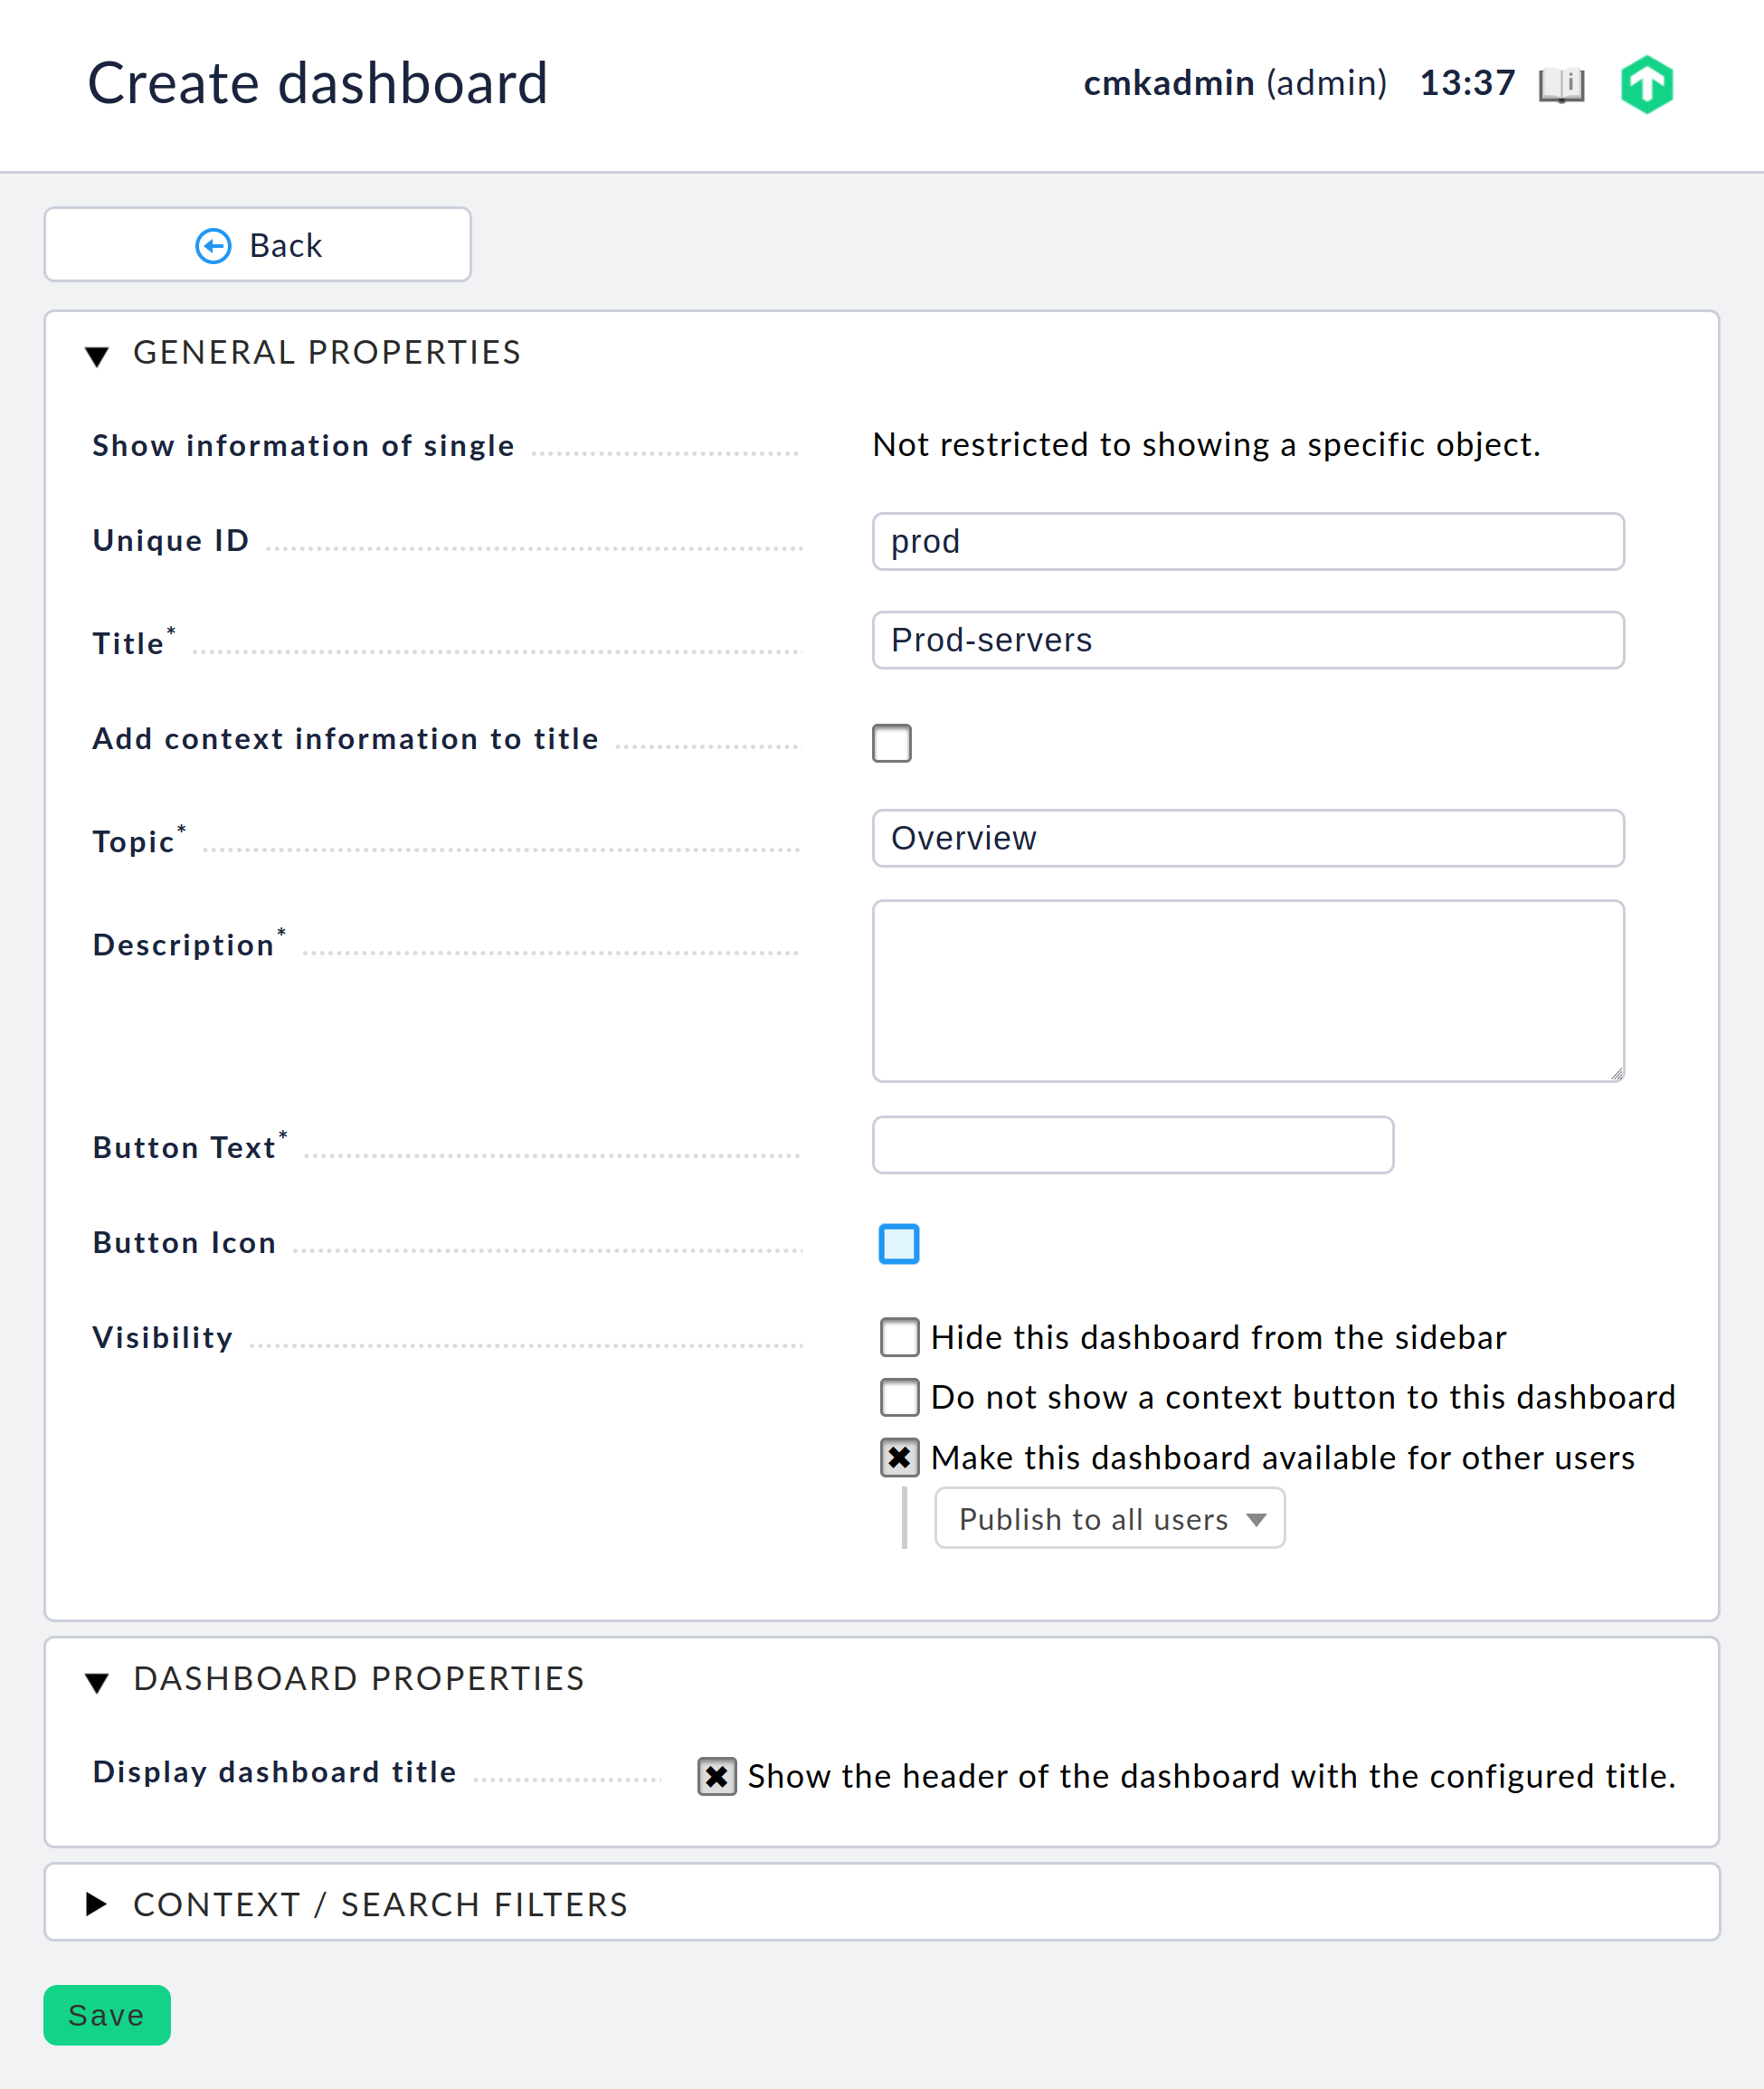 Create dashboard
cmkadmin (admin) 13:37
Back
GENERAL PROPERTIES
Show information of single
Not restricted to showing a specific object.
Unique ID
prod
Title*
Prod-servers
Add context information to title
Topic*
Overview
Description*
Button Text*
Button Icon
Visibility
Hide this dashboard from the sidebar
Do not show a context button to this dashboard
Make this dashboard available for other users
Publish to all users
DASHBOARD PROPERTIES
Display dashboard title
Show the header of the dashboard with the configured title.
CONTEXT / SEARCH FILTERS
Save